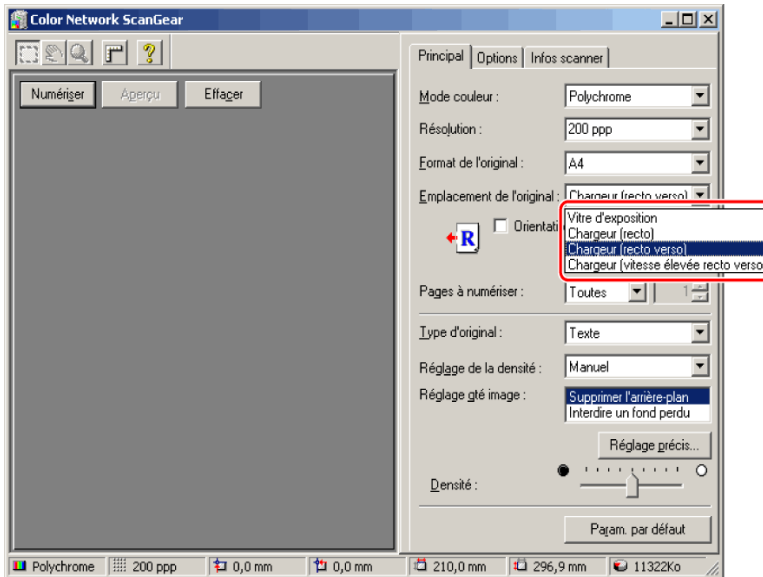 Color Network ScanGear
Numériser
Aperçu
Effacer
Principal
Options
Infos scanner
Mode couleur :
Polychrome
Résolution :
200 ppp
Format de l'original :
A4
Emplacement de l'original :
Chargeur (recto verso)
Vitre d'exposition
Chargeur (recto)
Chargeur (recto verso)
Chargeur (vitesse élevée recto verso
R
Orientati
Pages à numériser :
Toutes
1
Type d'original :
Texte
Réglage de la densité :
Manuel
Réglage qté image :
Supprimer l'arrière-plan
Interdire un fond perdu
Réglage précis...
Densité :
Param. par défaut
Polychrome
200 ppp
0,0 mm
0,0 mm
210,0 mm
296,9 mm
11322Ko